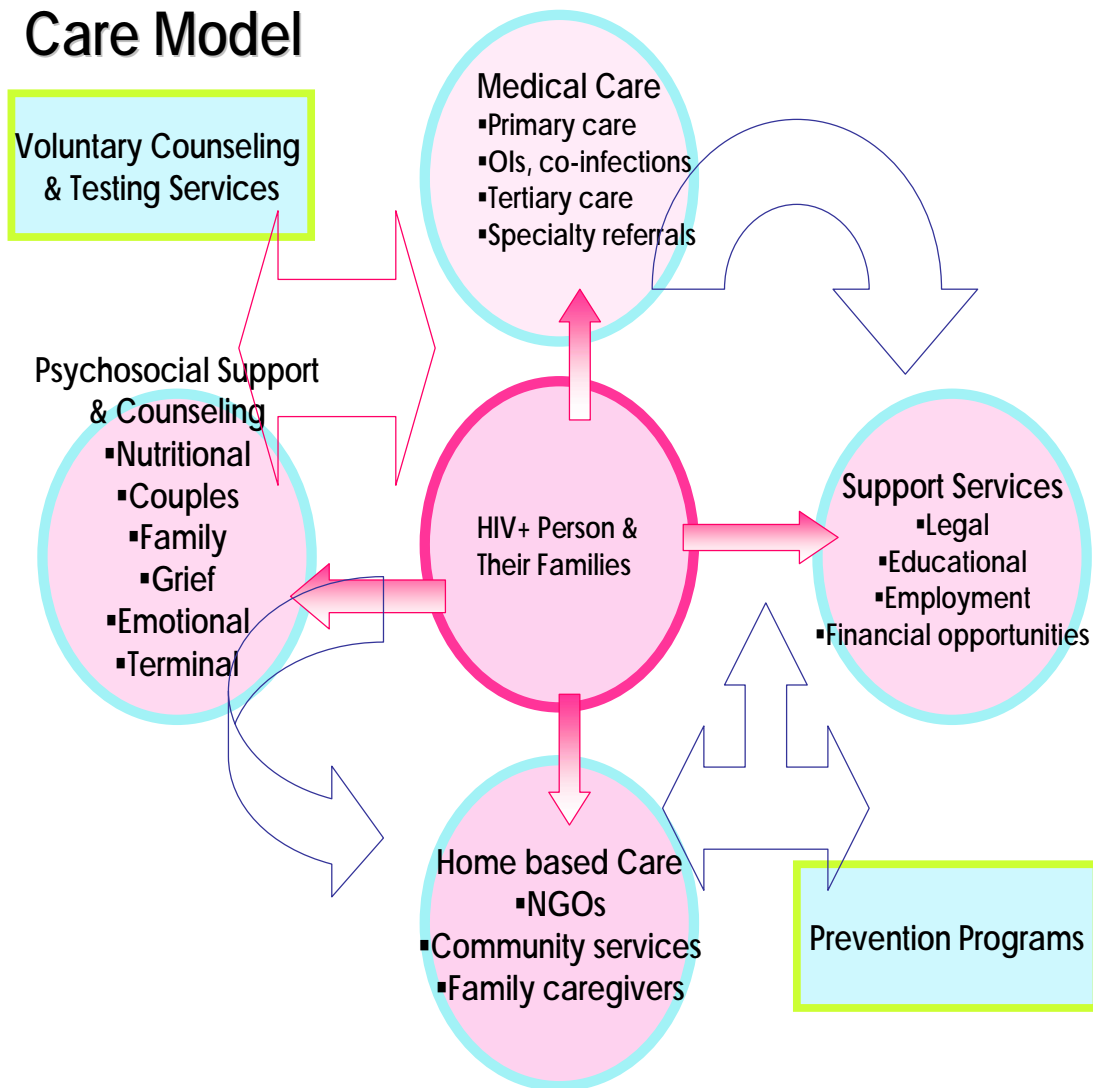 Care Model
Voluntary Counseling
& Testing Services
Medical Care
▪Primary care
▪OIs, co-infections
▪Tertiary care
▪Specialty referrals
Psychosocial Support
& Counseling
▪Nutritional
▪Couples
▪Family
▪Grief
▪Emotional
▪Terminal
HIV+ Person &
Their Families
Support Services
▪Legal
▪Educational
▪Employment
▪Financial opportunities
Home based Care
▪NGOs
▪Community services
▪Family caregivers
Prevention Programs